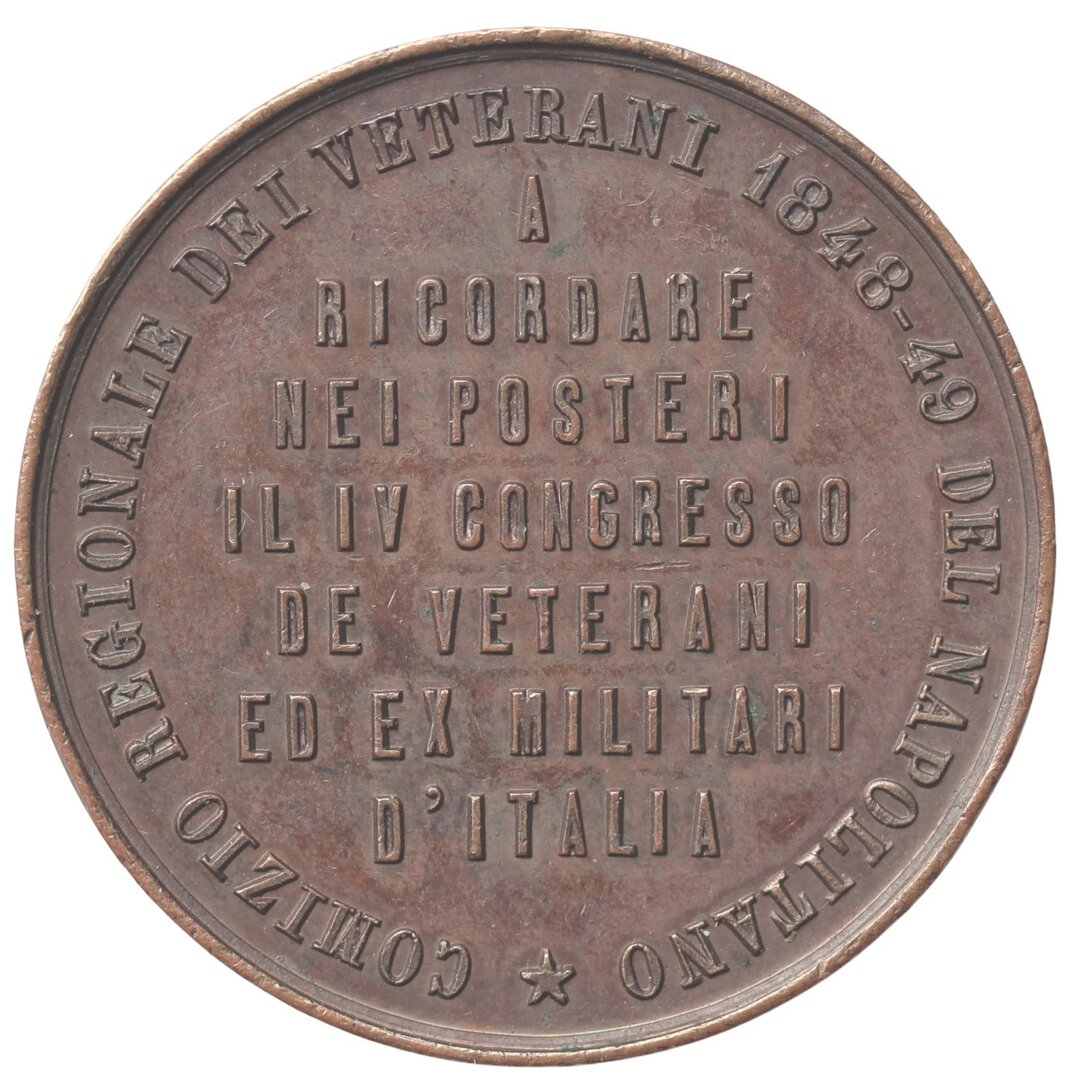 COMIZIO REGIONALE DEI VETERANI 1848-49 DEL NAPOLITANO
A
RICORDARE
NEI POSTERI
IL IV CONGRESSO
DE VETERANI
ED EX MILITARI
D'ITALIA